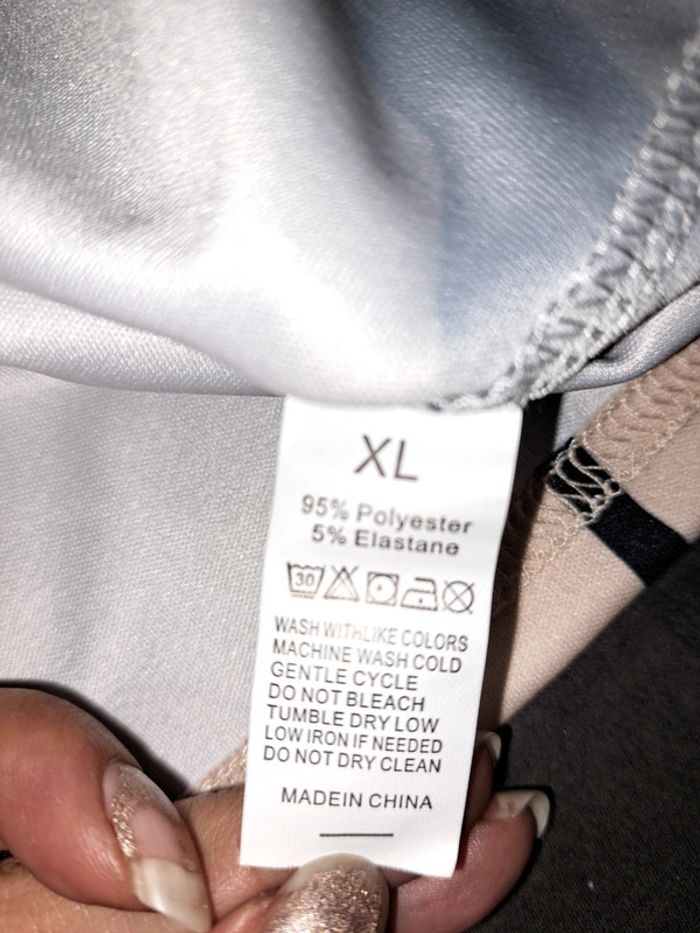 XL
95% Polyester
5% Elastane
30
WASH WITHLIKE COLORS
MACHINE WASH COLD
GENTLE CYCLE
DO NOT BLEACH
TUMBLE DRY LOW
LOW IRON IF NEEDED
DO NOT DRY CLEAN
MADEIN CHINA